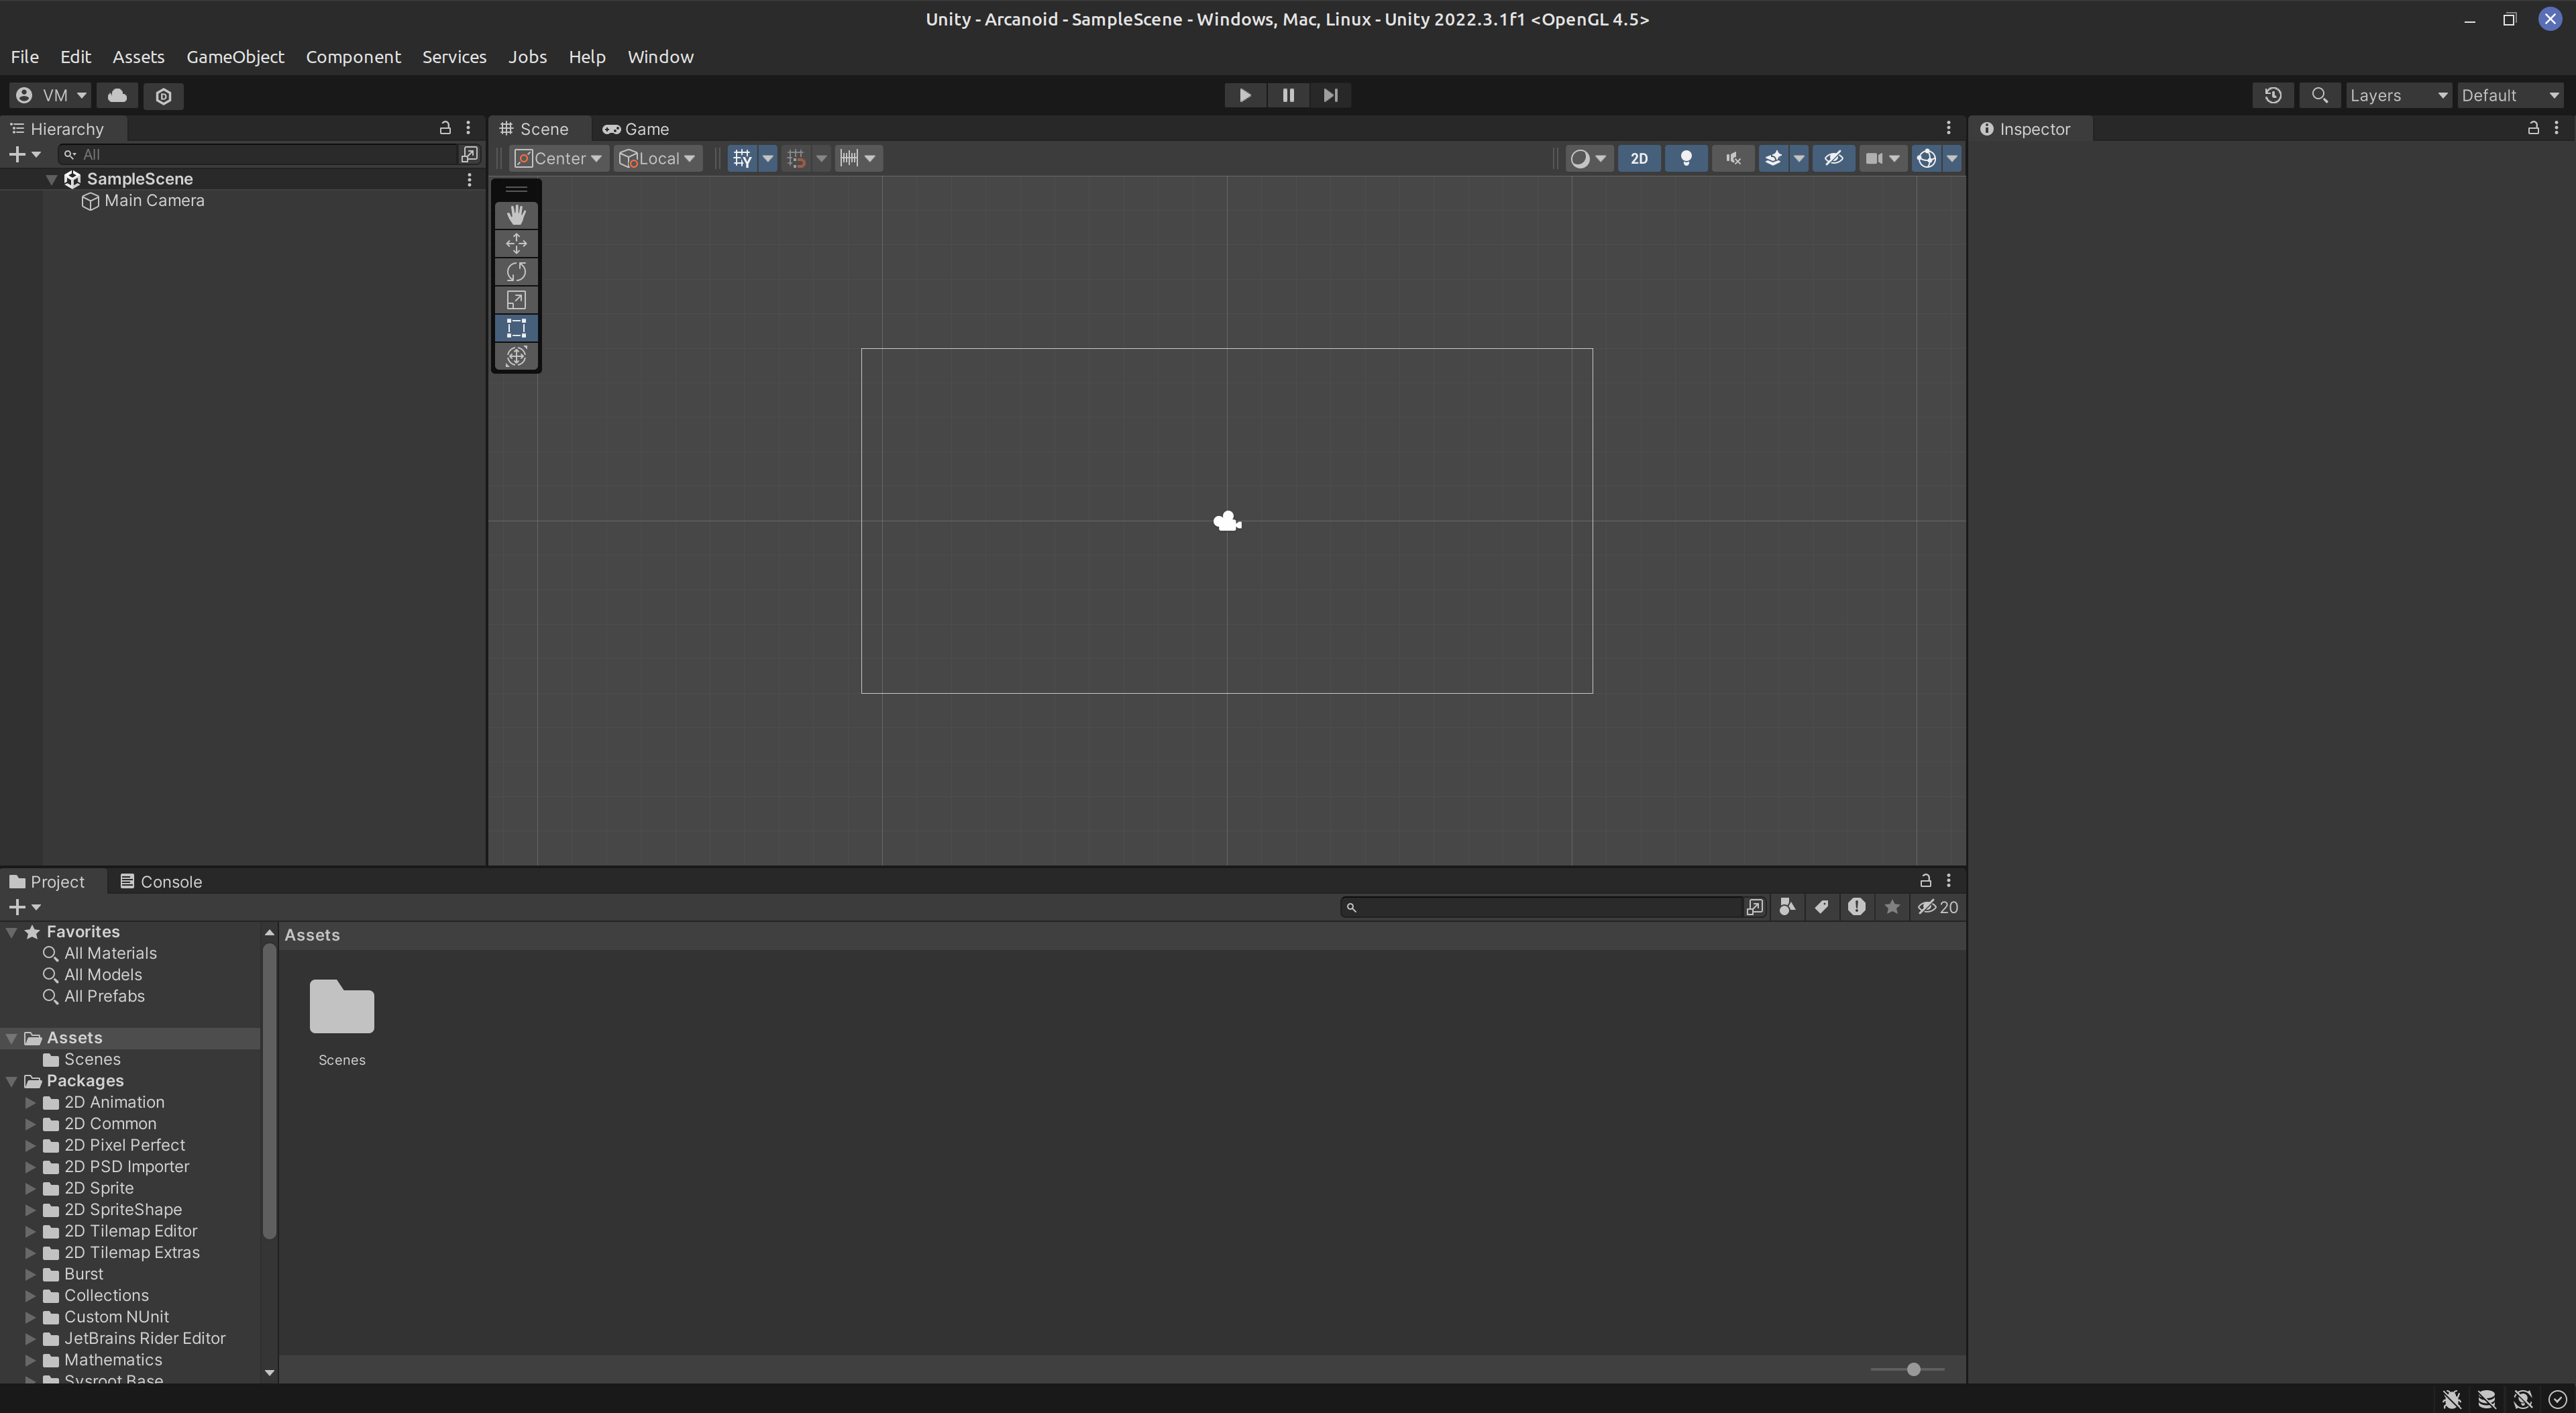 Unity - Arcanoid - SampleScene - Windows, Mac, Linux - Unity 2022.3.1f1 <OpenGL 4.5>
File Edit Assets GameObject Component Services Jobs Help Window
VM
Layers
Default
Hierarchy
All
SampleScene
Main Camera
Scene
Game
Center
Local
2D
Inspector
Project
Console
20
Favorites
All Materials
All Models
All Prefabs
Assets
Scenes
Packages
2D Animation
2D Common
2D Pixel Perfect
2D PSD Importer
2D Sprite
2D SpriteShape
2D Tilemap Editor
2D Tilemap Extras
Burst
Collections
Custom NUnit
JetBrains Rider Editor
Mathematics
Sysroot Base
Assets
Scenes